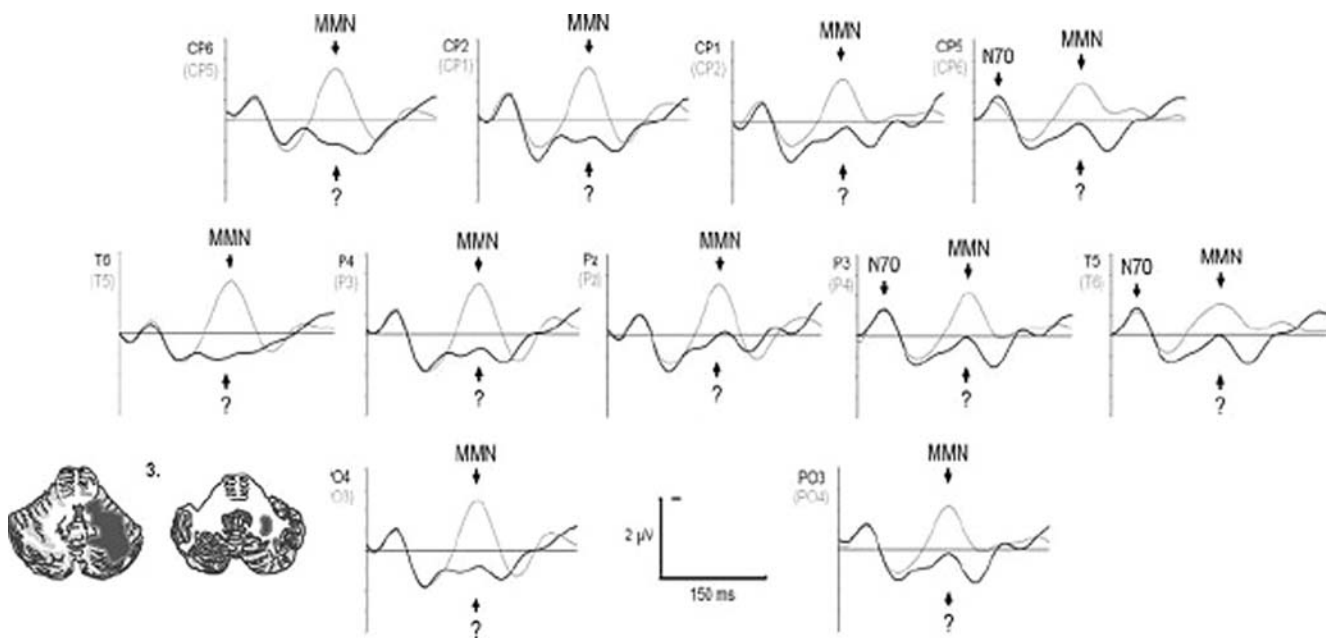 MMN MMN MMN MMN
CP6 CP2 CP1 CP5 N70
(CP5) (CP1) (CP2) (CP6)
? ? ? ?
MMN MMN MMN MMN MMN
T6 P4 Pz P3 N70 T5 N70
(T5) (P3) (Pz) (P4) (T6)
? ? ? ? ?
MMN MMN
3. PO4 PO3
(PO3) (PO4)
2 µV
150 ms
? ?